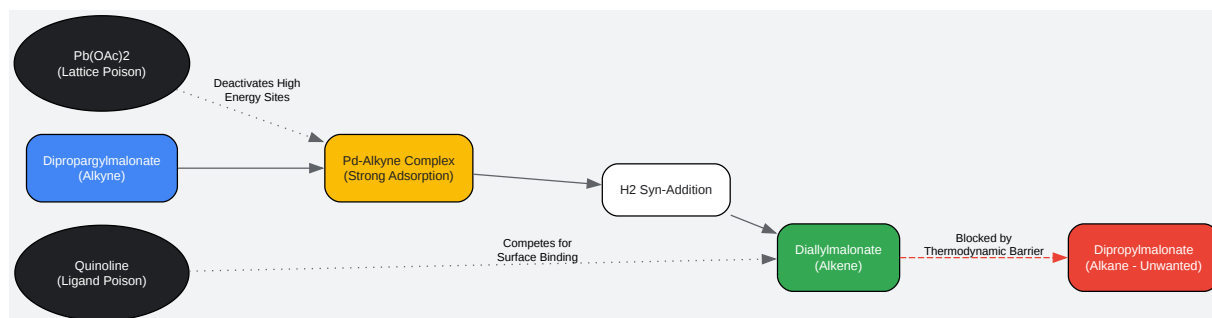 Pb(OAc)2
(Lattice Poison)
Deactivates High
Energy Sites
Dipropargylmalonate
(Alkyne)
Pd-Alkyne Complex
(Strong Adsorption)
H2 Syn-Addition
Quinoline
(Ligand Poison)
Competes for
Surface Binding
Diallylmalonate
(Alkene)
Blocked by
Thermodynamic Barrier
Dipropylmalonate
(Alkane - Unwanted)